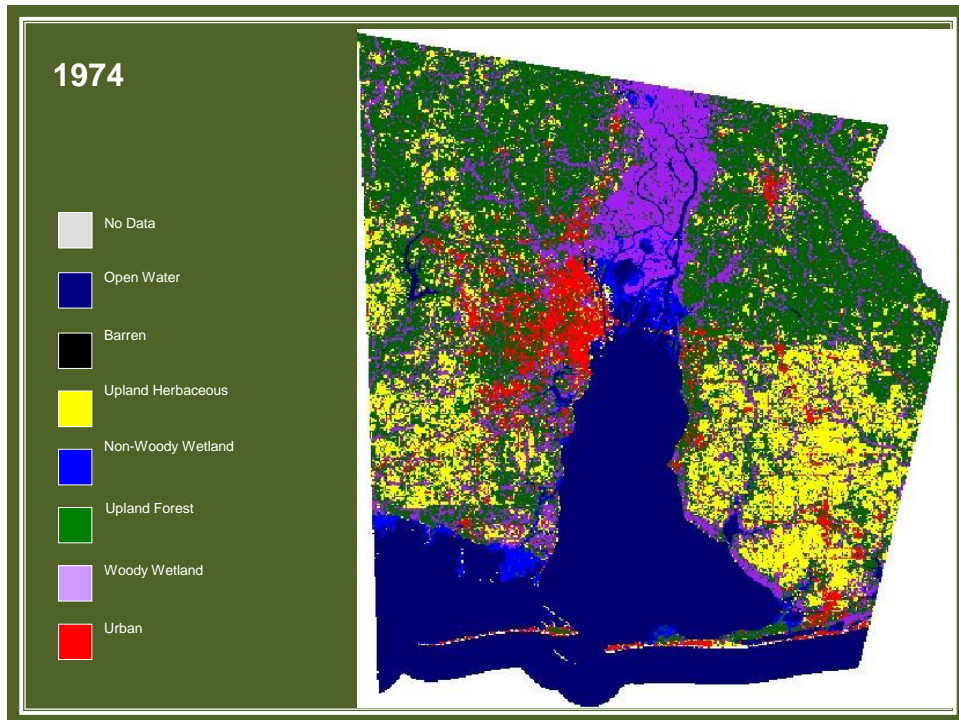 1974
No Data
Open Water
Barren
Upland Herbaceous
Non-Woody Wetland
Upland Forest
Woody Wetland
Urban